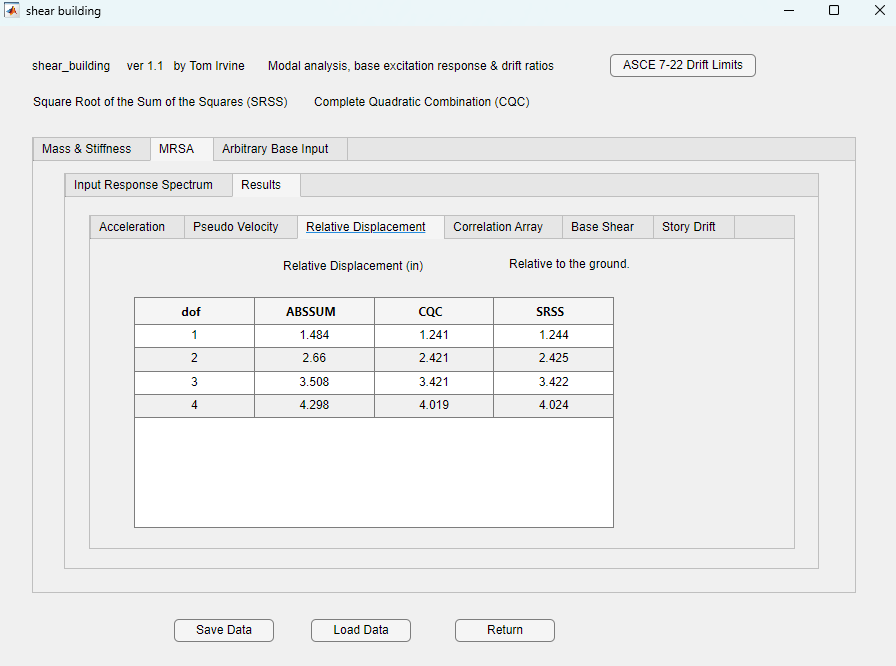 shear building
shear_building ver 1.1 by Tom Irvine Modal analysis, base excitation response & drift ratios ASCE 7-22 Drift Limits
Square Root of the Sum of the Squares (SRSS) Complete Quadratic Combination (CQC)
Mass & Stiffness MRSA Arbitrary Base Input
Input Response Spectrum Results
Acceleration Pseudo Velocity Relative Displacement Correlation Array Base Shear Story Drift
Relative Displacement (in) Relative to the ground.
dof ABSSUM CQC SRSS
1 1.484 1.241 1.244
2 2.66 2.421 2.425
3 3.508 3.421 3.422
4 4.298 4.019 4.024
Save Data Load Data Return